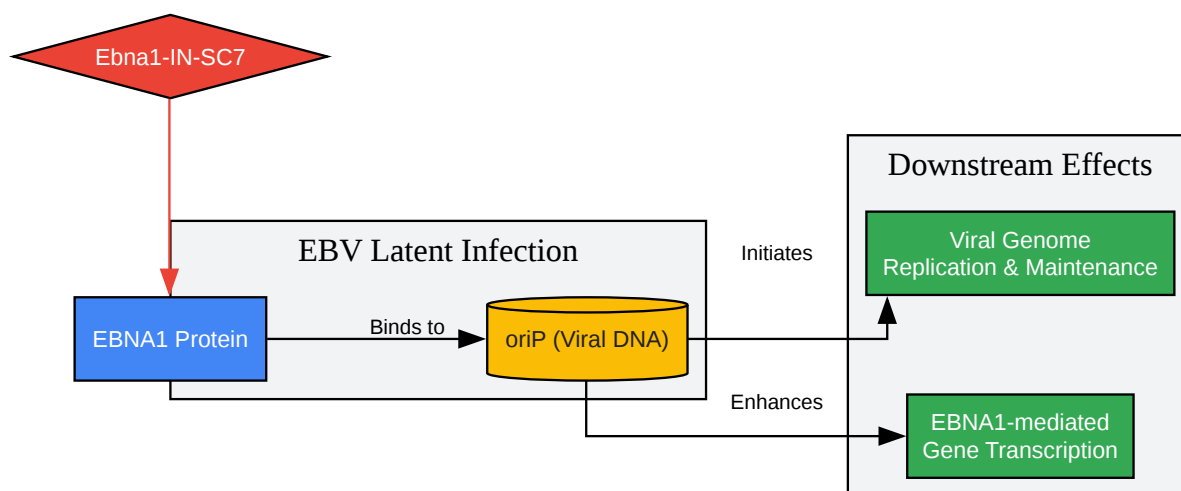 Ebna1-IN-SC7
Downstream Effects
EBV Latent Infection
Initiates
Viral Genome
Replication & Maintenance
EBNA1 Protein
Binds to
oriP (Viral DNA)
Enhances
EBNA1-mediated
Gene Transcription